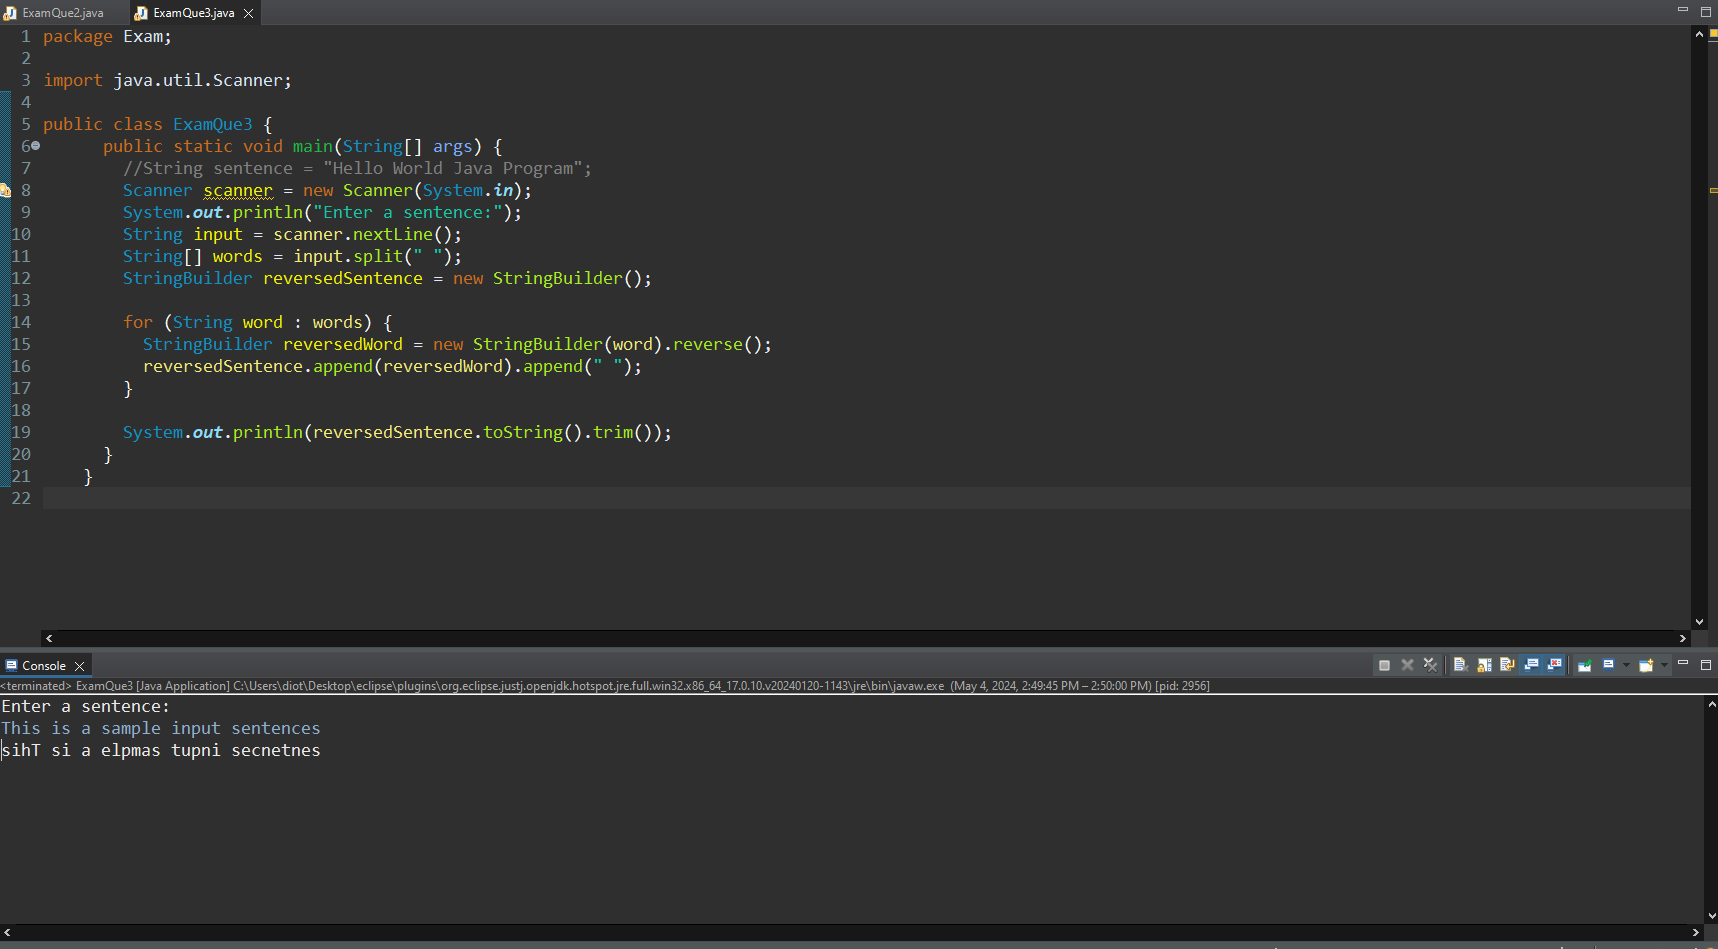 ExamQue2.java
ExamQue3.java
1 package Exam;
2
3 import java.util.Scanner;
4
5 public class ExamQue3 {
6 public static void main(String[] args) {
7 //String sentence = "Hello World Java Program";
8 Scanner scanner = new Scanner(System.in);
9 System.out.println("Enter a sentence:");
10 String input = scanner.nextLine();
11 String[] words = input.split(" ");
12 StringBuilder reversedSentence = new StringBuilder();
13
14 for (String word : words) {
15 StringBuilder reversedWord = new StringBuilder(word).reverse();
16 reversedSentence.append(reversedWord).append(" ");
17 }
18
19 System.out.println(reversedSentence.toString().trim());
20 }
21 }
22
Console
<terminated> ExamQue3 [Java Application] C:\Users\diot\Desktop\eclipse\plugins\org.eclipse.justj.openjdk.hotspot.jre.full.win32.x86_64_17.0.10.v20240120-1143\jre\bin\javaw.exe (May 4, 2024, 2:49:45 PM – 2:50:00 PM) [pid: 2956]
Enter a sentence:
This is a sample input sentences
sihT si a elpmas tupni secnetnes